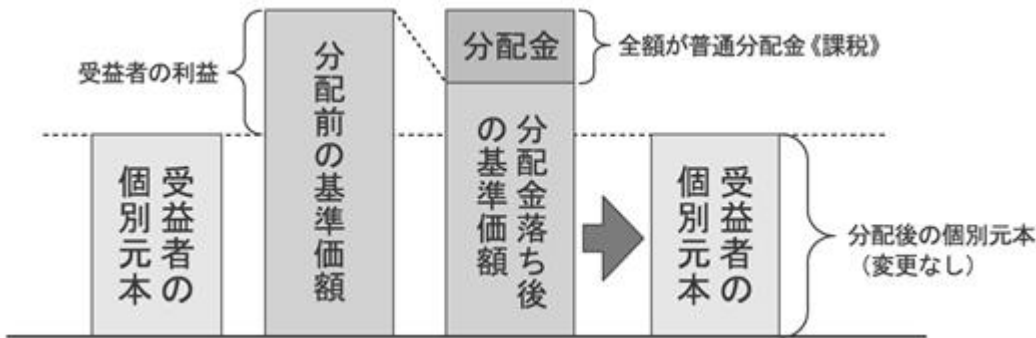 受益者の利益
受益者の
個別元本
分配前の基準価額
分配金
全額が普通分配金《課税》
分配金落ち後
の基準価額
受益者の
個別元本
分配後の個別元本
（変更なし）